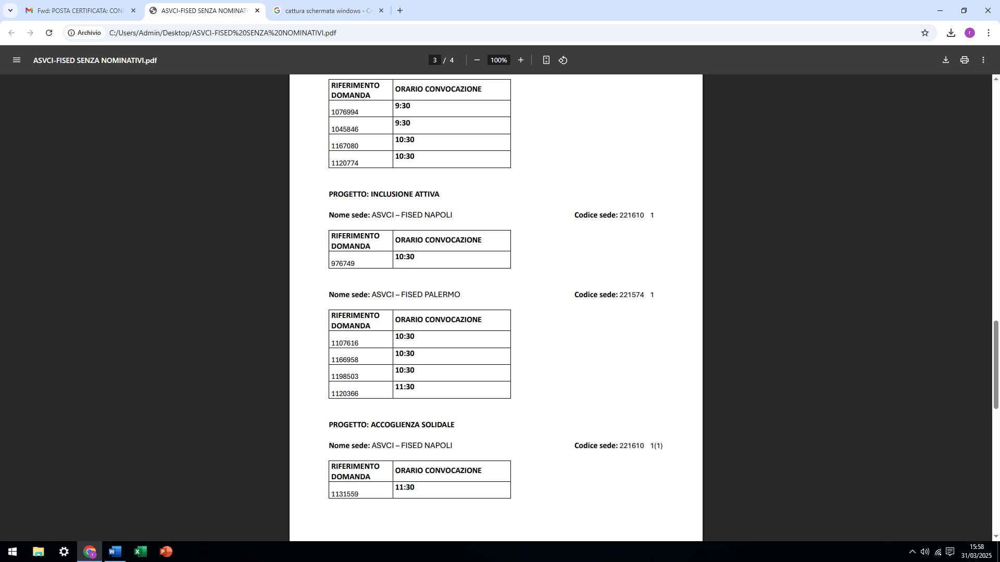 Fwd: POSTA CERTIFICATA: CON
ASVCI-FISED SENZA NOMINATI
cattura schermata windows - Ce
Archivio
C:/Users/Admin/Desktop/ASVCI-FISED%20SENZA%20NOMINATIVI.pdf
r
ASVCI-FISED SENZA NOMINATIVI.pdf
3 / 4
100%
RIFERIMENTO DOMANDA ORARIO CONVOCAZIONE
1076994 9:30
1045846 9:30
1167080 10:30
1120774 10:30
PROGETTO: INCLUSIONE ATTIVA
Nome sede: ASVCI – FISED NAPOLI Codice sede: 221610 1
RIFERIMENTO DOMANDA ORARIO CONVOCAZIONE
976749 10:30
Nome sede: ASVCI – FISED PALERMO Codice sede: 221574 1
RIFERIMENTO DOMANDA ORARIO CONVOCAZIONE
1107616 10:30
1166958 10:30
1198503 10:30
1120366 11:30
PROGETTO: ACCOGLIENZA SOLIDALE
Nome sede: ASVCI – FISED NAPOLI Codice sede: 221610 1(1)
RIFERIMENTO DOMANDA ORARIO CONVOCAZIONE
1131559 11:30
15:58
31/03/2025